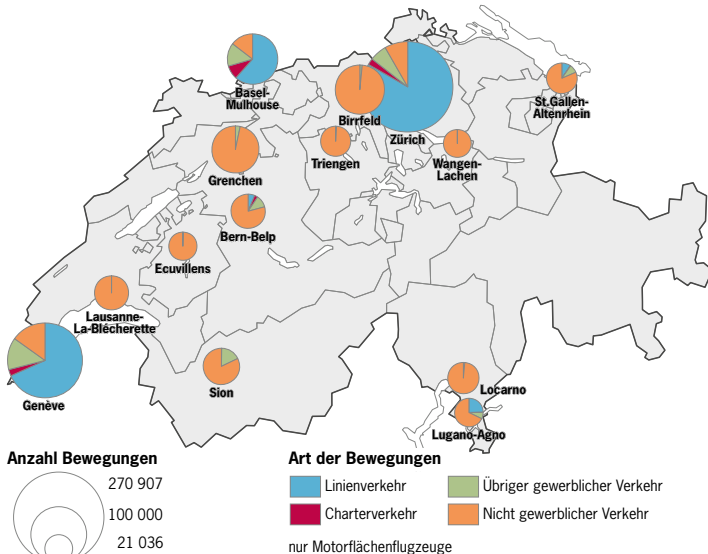 Basel-
Mulhouse
Birrfeld
Zürich
St.Gallen-
Altenrhein
Grenchen
Triengen
Wangen-
Lachen
Bern-Belp
Ecuvillens
Lausanne-
La-Blécherette
Genève
Sion
Locarno
Lugano-Agno
Anzahl Bewegungen
270 907
100 000
21 036
Art der Bewegungen
Linienverkehr
Übriger gewerblicher Verkehr
Charterverkehr
Nicht gewerblicher Verkehr
nur Motorflächenflugzeuge